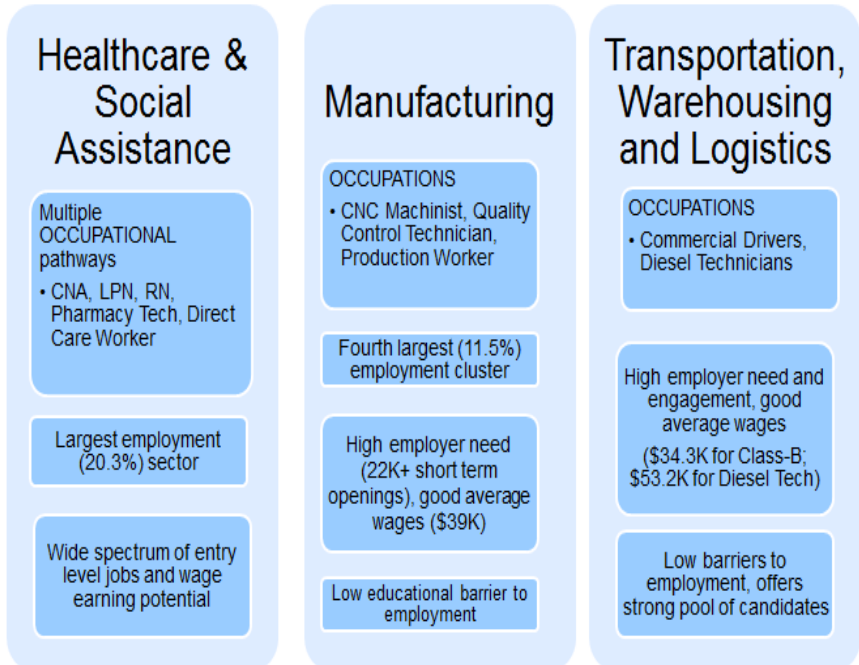 Healthcare &
Social
Assistance
Multiple
OCCUPATIONAL
pathways
• CNA, LPN, RN,
Pharmacy Tech, Direct
Care Worker
Largest employment
(20.3%) sector
Wide spectrum of entry
level jobs and wage
earning potential
Manufacturing
OCCUPATIONS
• CNC Machinist, Quality
Control Technician,
Production Worker
Fourth largest (11.5%)
employment cluster
High employer need
(22K+ short term
openings), good average
wages ($39K)
Low educational barrier to
employment
Transportation,
Warehousing
and Logistics
OCCUPATIONS
• Commercial Drivers,
Diesel Technicians
High employer need and
engagement, good
average wages
($34.3K for Class-B;
$53.2K for Diesel Tech)
Low barriers to
employment, offers
strong pool of candidates